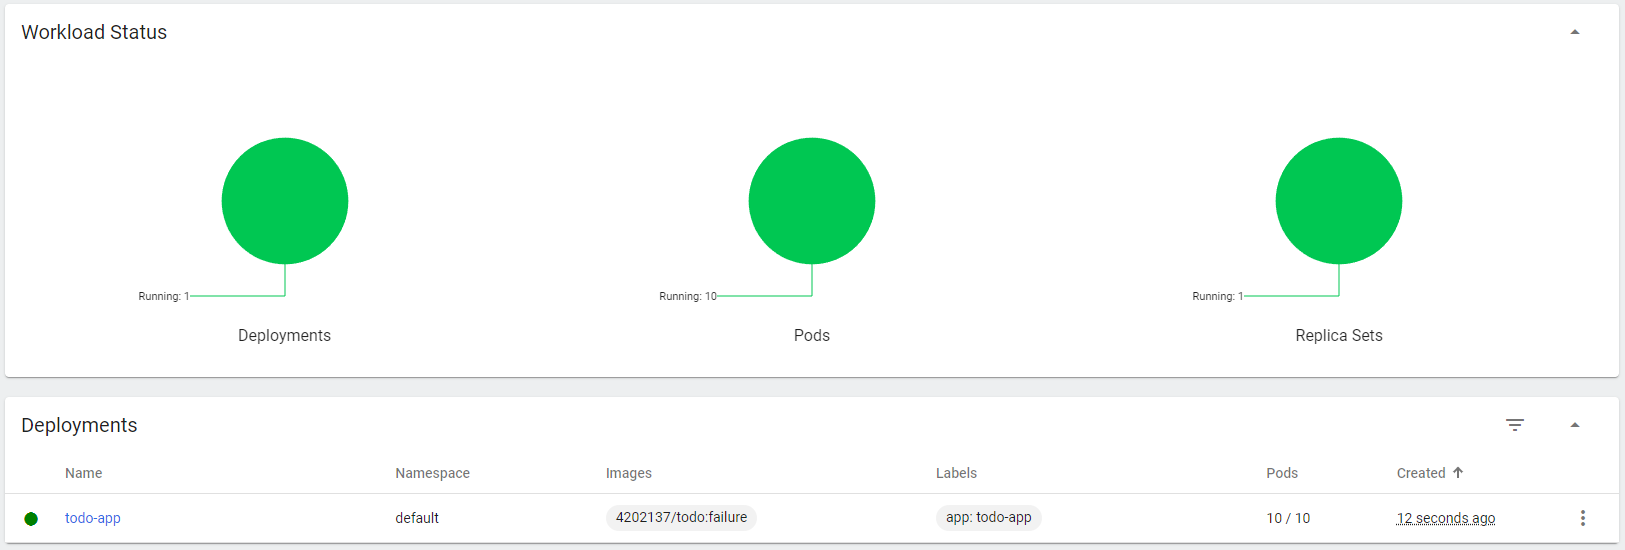 Workload Status
Running: 1
Running: 10
Running: 1
Deployments
Pods
Replica Sets
Deployments
Name Namespace Images Labels Pods Created
todo-app default 4202137/todo:failure app: todo-app 10 / 10 12 seconds ago